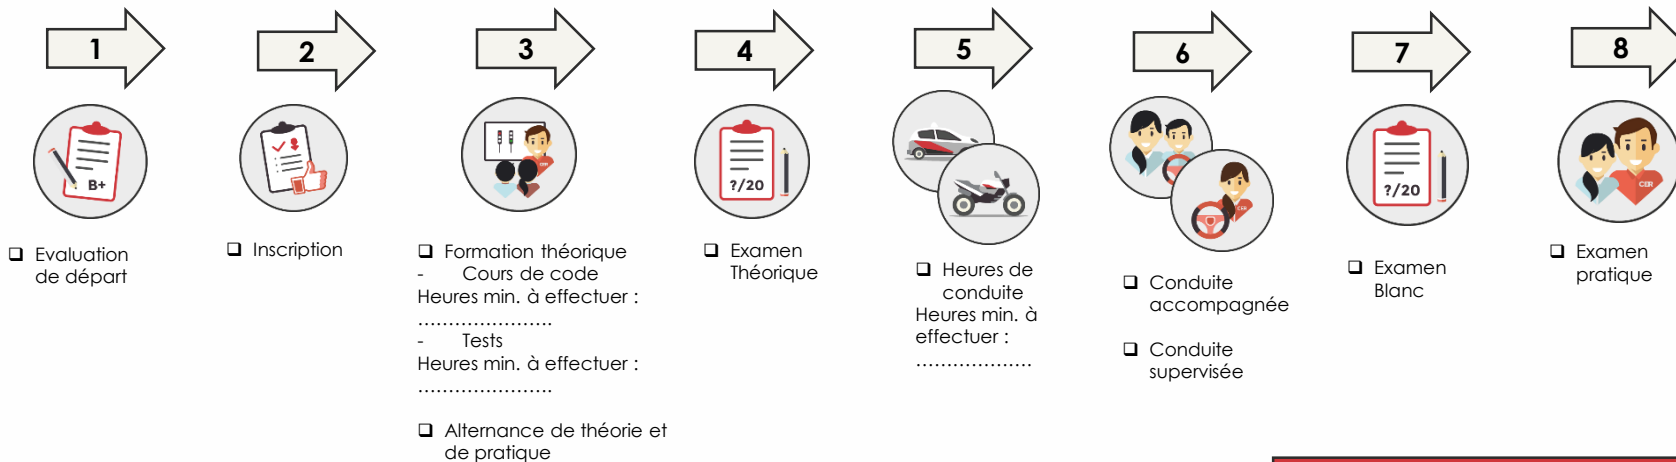 1
2
3
4
5
6
7
8
B+
?/20
CER
?/20
CER
❑ Evaluation
de départ
❑ Inscription
❑ Formation théorique
- Cours de code
Heures min. à effectuer :
......................
- Tests
Heures min. à effectuer :
......................
❑ Alternance de théorie et
de pratique
❑ Examen
Théorique
❑ Heures de
conduite
Heures min. à
effectuer :
...................
❑ Conduite
accompagnée
❑ Conduite
supervisée
❑ Examen
Blanc
❑ Examen
pratique